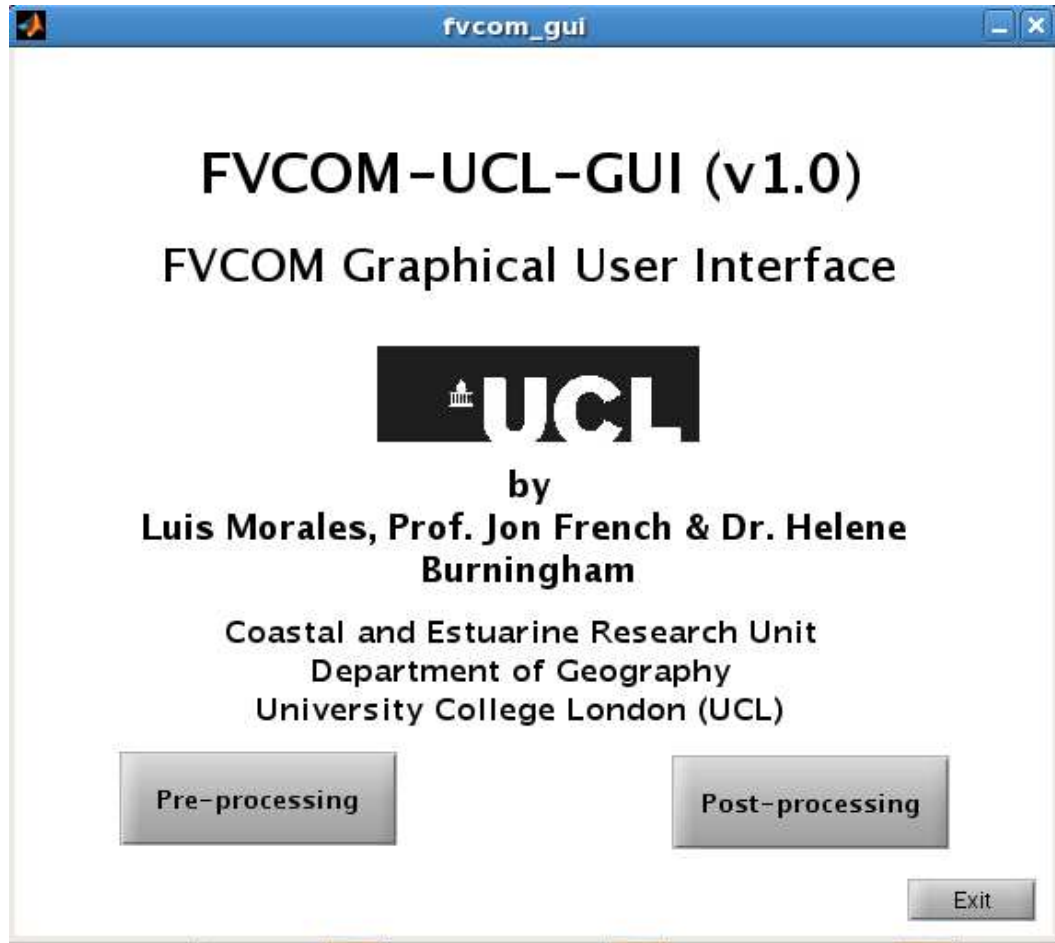 fvcom_gui
FVCOM-UCL-GUI (v1.0)
FVCOM Graphical User Interface
UCL
by
Luis Morales, Prof. Jon French & Dr. Helene
Burningham
Coastal and Estuarine Research Unit
Department of Geography
University College London (UCL)
Pre-processing
Post-processing
Exit